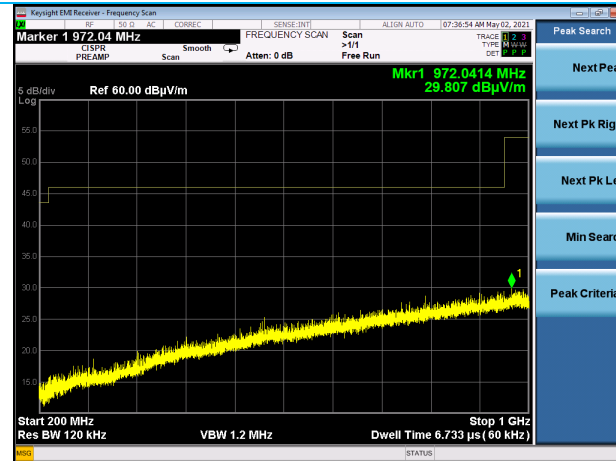 Keysight EMI Receiver - Frequency Scan
RF 50 Ω AC CORREC SENSE:INT ALIGN AUTO 07:36:54 AM May 02, 2021
Marker 1 972.04 MHz
FREQUENCY SCAN Scan TRACE 1 2 3
>1/1 TYPE M W W
CISPR Smooth DET P P P
PREAMP Scan Atten: 0 dB Free Run
Mkr1 972.0414 MHz
29.807 dBµV/m
5 dB/div Ref 60.00 dBµV/m
Log
55.0
50.0
45.0
40.0
35.0
30.0
25.0
20.0
15.0
1
Start 200 MHz Stop 1 GHz
Res BW 120 kHz VBW 1.2 MHz Dwell Time 6.733 µs (60 kHz)
MSG STATUS
Peak Search
Next Pea
Next Pk Rig
Next Pk Le
Min Searc
Peak Criteria